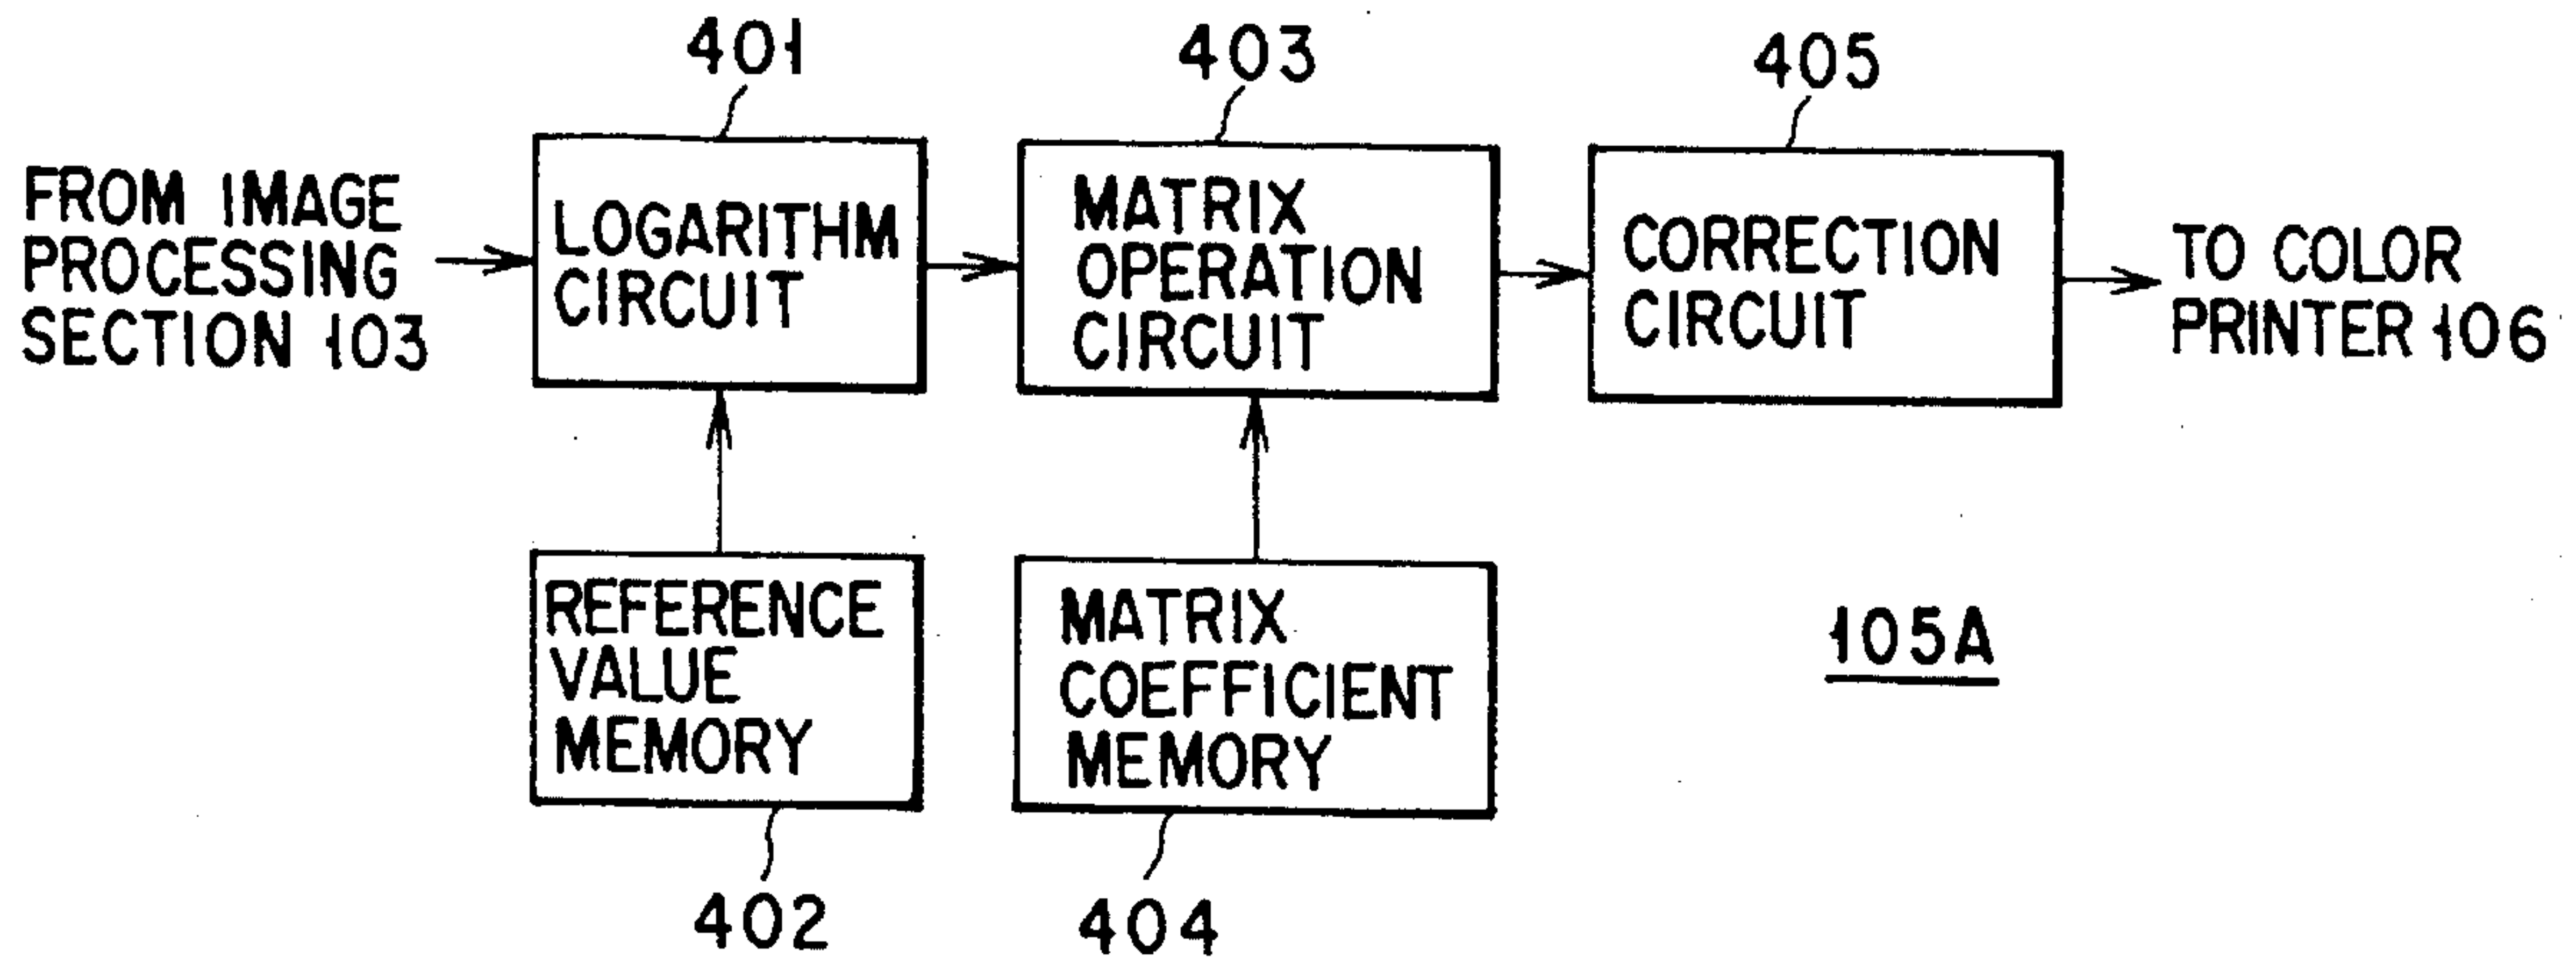 401
403
405
FROM IMAGE
PROCESSING
SECTION 103
LOGARITHM
CIRCUIT
MATRIX
OPERATION
CIRCUIT
CORRECTION
CIRCUIT
TO COLOR
PRINTER 106
REFERENCE
VALUE
MEMORY
MATRIX
COEFFICIENT
MEMORY
105A
402
404